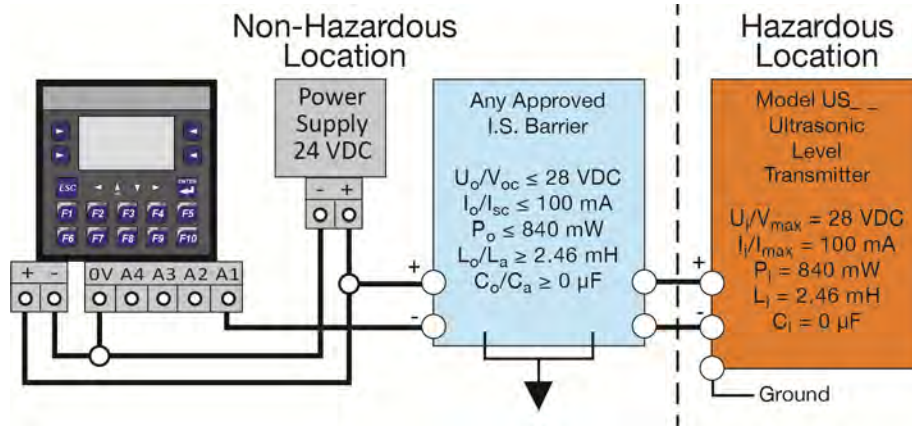 Non-Hazardous
Location
Hazardous
Location
Power
Supply
24 VDC
- +
Any Approved
I.S. Barrier
Uₒ/Vₒc ≤ 28 VDC
Iₒ/Isc ≤ 100 mA
Pₒ ≤ 840 mW
Lₒ/Lₐ ≥ 2.46 mH
Cₒ/Cₐ ≥ 0 µF
Model US_ _
Ultrasonic
Level
Transmitter
Uᵢ/Vmax = 28 VDC
Iᵢ/Imax = 100 mA
Pᵢ = 840 mW
Lᵢ = 2.46 mH
Cᵢ = 0 µF
ESC
ENTER
F1 F2 F3 F4 F5
F6 F7 F8 F9 F10
+ - 0V A4 A3 A2 A1
+
-
+
-
Ground